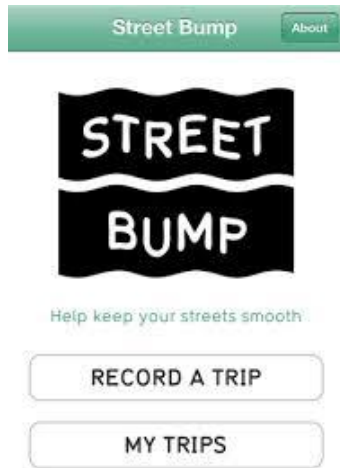 Street Bump About
STREET
BUMP
Help keep your streets smooth
RECORD A TRIP
MY TRIPS